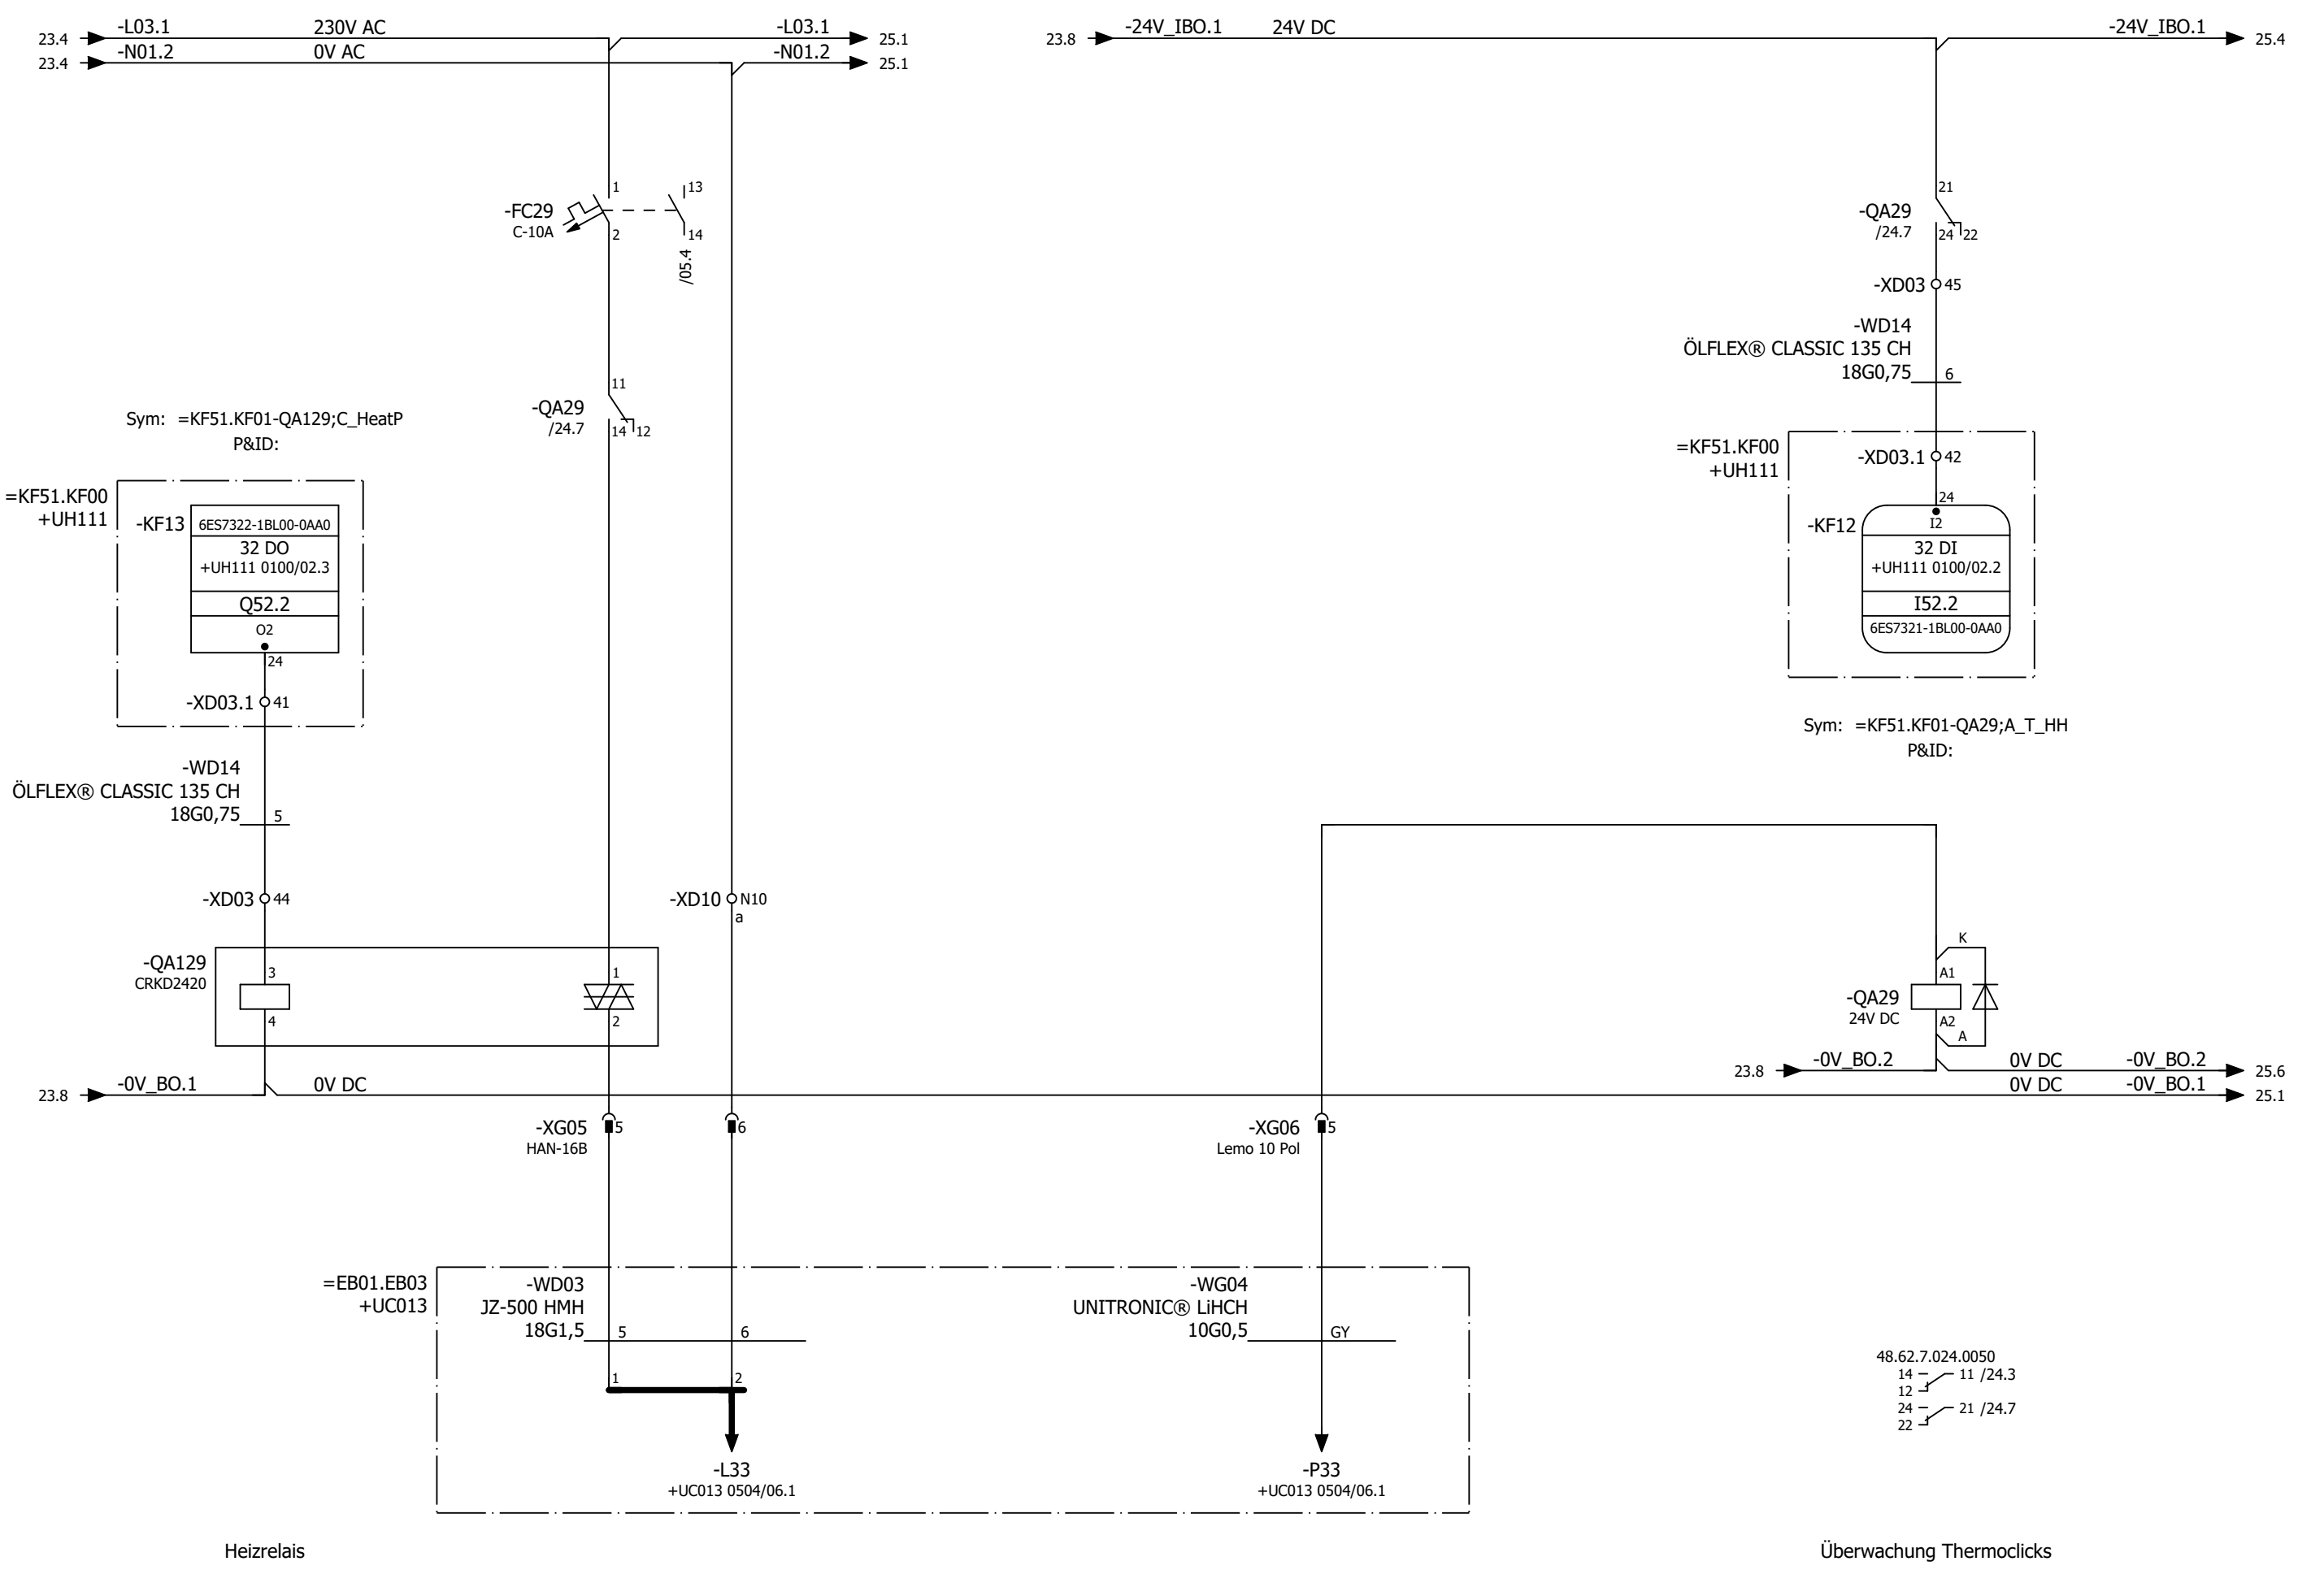 -L03.1 230V AC -L03.1 -24V_IBO.1 24V DC -24V_IBO.1
23.4 25.1 23.8 25.4
-N01.2 0V AC -N01.2
23.4 25.1
1 13 21
-FC29 -QA29
C-10A /24.7
2 14 24 22
/05.4
-XD03 45
-WD14
ÖLFLEX® CLASSIC 135 CH
18G0,75 6
11
-QA29
/24.7
14 12
Sym: =KF51.KF01-QA129;C_HeatP
P&ID:
=KF51.KF00
+UH111
-XD03.1 42
24
=KF51.KF00
+UH111
-KF13 6ES7322-1BL00-0AA0
32 DO
+UH111 0100/02.3
Q52.2
O2
24
-XD03.1 41
-KF12 I2
32 DI
+UH111 0100/02.2
I52.2
6ES7321-1BL00-0AA0
Sym: =KF51.KF01-QA29;A_T_HH
P&ID:
-WD14
ÖLFLEX® CLASSIC 135 CH
18G0,75 5
-XD03 44
-XD10 N10
a
-QA129
CRKD2420
3
4
1
2
K
A1
-QA29
24V DC
A2
A
-0V_BO.2 0V DC -0V_BO.2
23.8 25.6
-0V_BO.1 0V DC 0V DC -0V_BO.1
23.8 25.1
-XG05 5 6
HAN-16B
-XG06 5
Lemo 10 Pol
=EB01.EB03
+UC013
-WD03
JZ-500 HMH
18G1,5 5 6
-WG04
UNITRONIC® LiHCH
10G0,5 GY
1 2
-L33
+UC013 0504/06.1
-P33
+UC013 0504/06.1
48.62.7.024.0050
14 11 /24.3
12
24 21 /24.7
22
Heizrelais Überwachung Thermoclicks